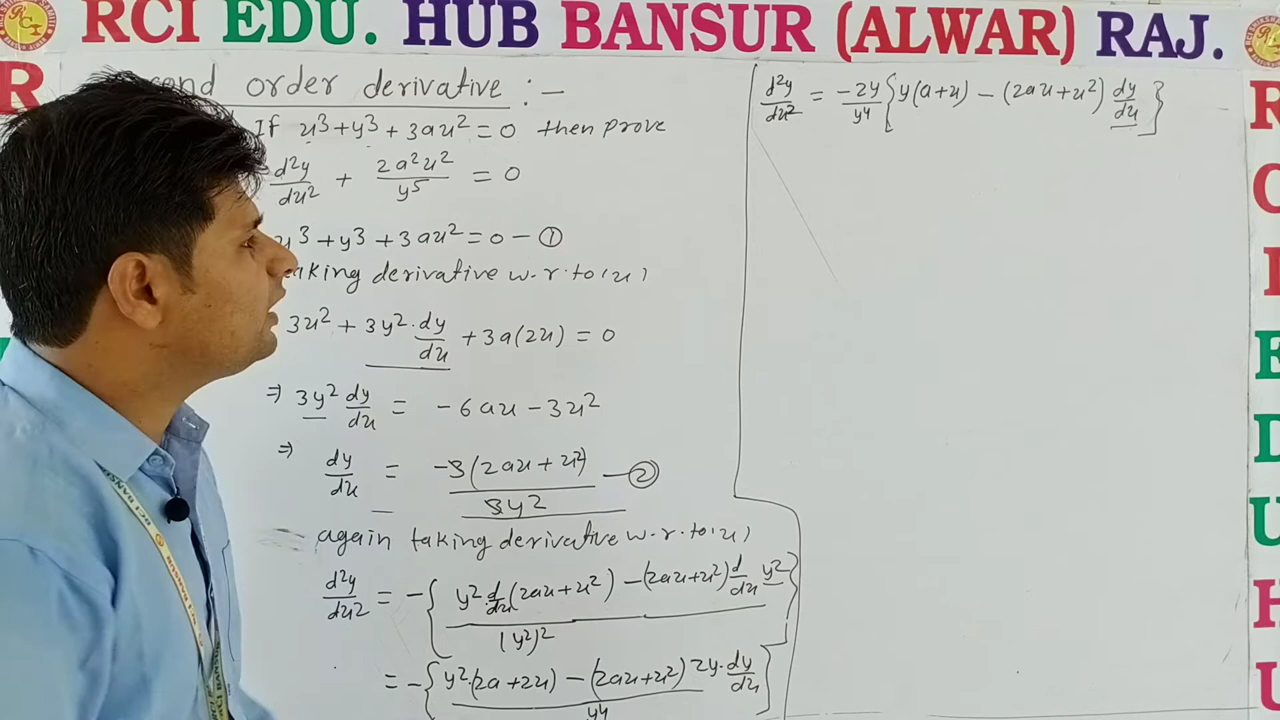 RCI EDU. HUB BANSUR (ALWAR) RAJ.
R
R
C
I
E
D
U
H
U
order derivative :-
If x³+y³+3ax²=0 then prove
d²y/dx² + 2a²x²/y⁵ = 0
x³+y³+3ax²=0 - ①
taking derivative w.r.to(x)
3x² + 3y²·dy/dx + 3a(2x) = 0
⇒ 3y² dy/dx = -6ax - 3x²
⇒ dy/dx = -3(2ax+x²)/3y² - ②
again taking derivative w.r.to(x)
d²y/dx² = -{ y² d/dx(2ax+x²) - (2ax+x²) d/dx y² / (y²)² }
= -{ y²(2a+2x) - (2ax+x²) 2y·dy/dx / y⁴ }
d²y/dx² = -2y/y⁴ { y(a+x) - (2ax+x²) dy/dx }